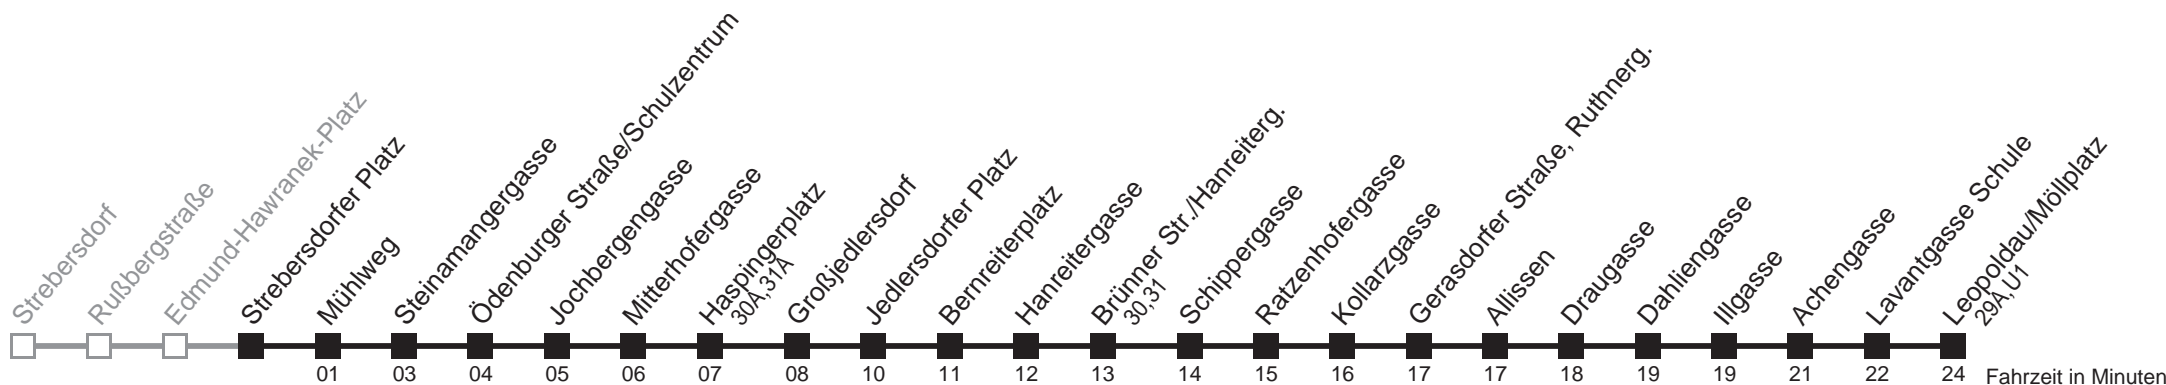 Strebersdorf
Rußbergstraße
Edmund-Hawranek-Platz
Strebersdorfer Platz
Mühlweg
Steinamangergasse
Ödenburger Straße/Schulzentrum
Jochbergengasse
Mitterhofergasse
Haspingerplatz
30A,31A
Großjedlersdorf
Jedlersdorfer Platz
Bernreiterplatz
Hanreitergasse
Brünner Str./Hanreiterg.
30,31
Schippergasse
Ratzenhofergasse
Kollarzgasse
Gerasdorfer Straße, Ruthnerg.
Allissen
Draugasse
Dahliengasse
Illgasse
Achengasse
Lavantgasse Schule
Leopoldau/Möllplatz
29A,U1
01 03 04 05 06 07 08 10 11 12 13 14 15 16 17 17 18 19 19 21 22 24 Fahrzeit in Minuten